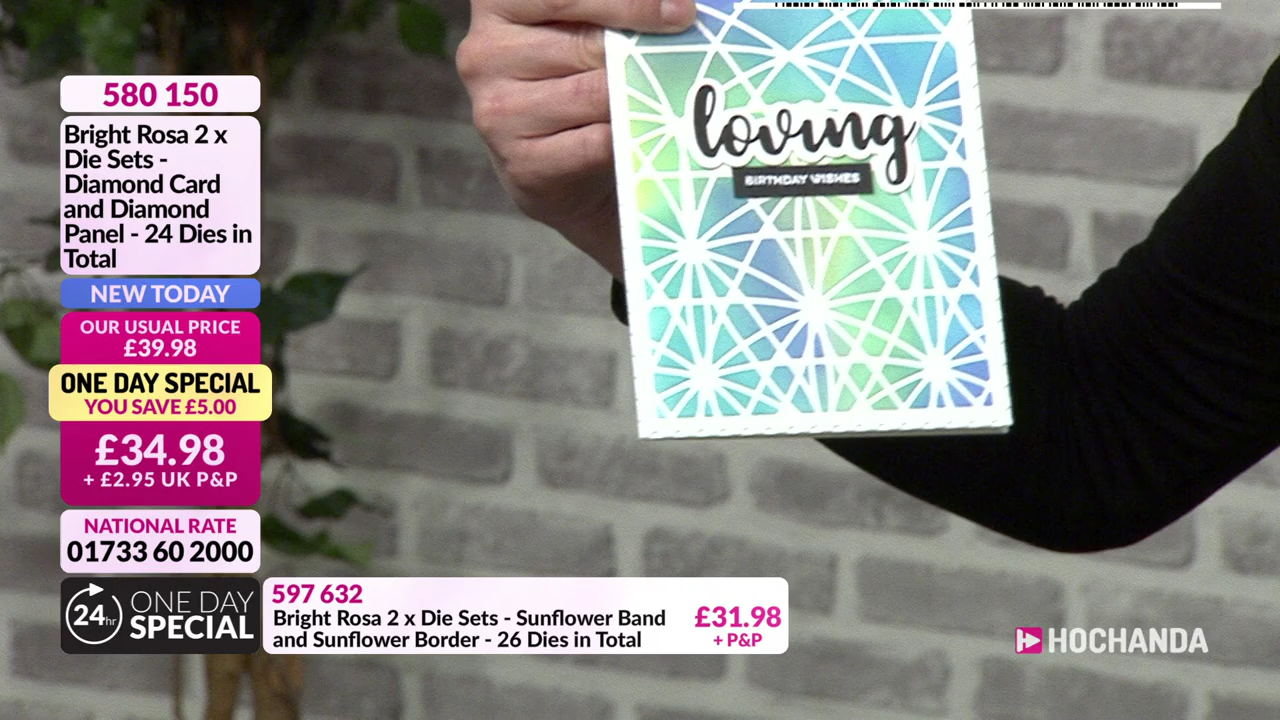 580 150
Bright Rosa 2 x
Die Sets -
Diamond Card
and Diamond
Panel - 24 Dies in
Total
NEW TODAY
OUR USUAL PRICE
£39.98
ONE DAY SPECIAL
YOU SAVE £5.00
£34.98
+ £2.95 UK P&P
NATIONAL RATE
01733 60 2000
24hr ONE DAY
SPECIAL
597 632
Bright Rosa 2 x Die Sets - Sunflower Band
and Sunflower Border - 26 Dies in Total
£31.98
+ P&P
loving
BIRTHDAY WISHES
HOCHANDA